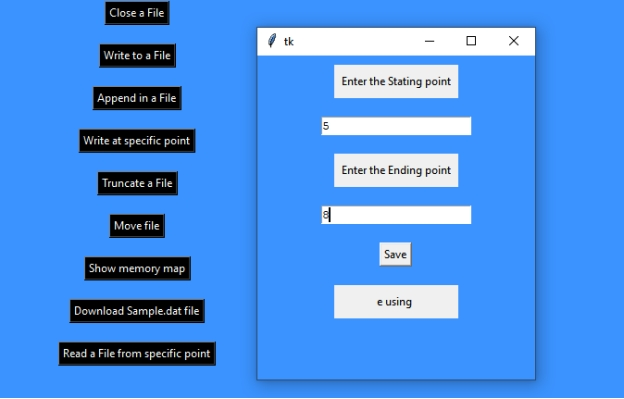 Close a File
Write to a File
Append in a File
Write at specific point
Truncate a File
Move file
Show memory map
Download Sample.dat file
Read a File from specific point
tk
Enter the Stating point
5
Enter the Ending point
8
Save
e using